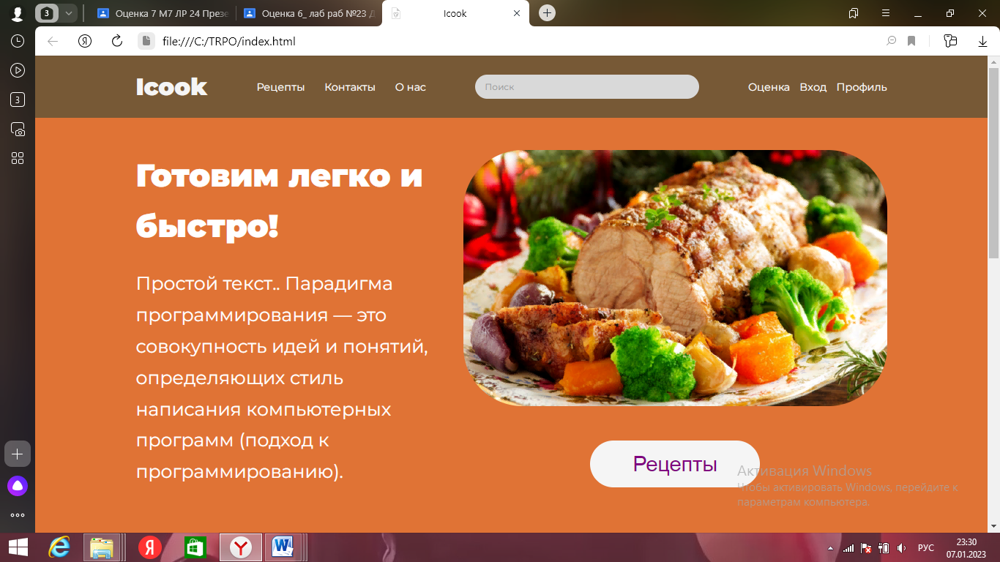 3
Оценка 7 М7 ЛР 24 Презе
Оценка 6_ лаб раб №23 Д
Icook
file:///C:/TRPO/index.html
3
Icook
Рецепты Контакты О нас
Поиск
Оценка Вход Профиль
Готовим легко и
быстро!
Простой текст.. Парадигма
программирования — это
совокупность идей и понятий,
определяющих стиль
написания компьютерных
программ (подход к
программированию).
Рецепты
Активация Windows
Чтобы активировать Windows, перейдите к
параметрам компьютера.
РУС
23:30
07.01.2023